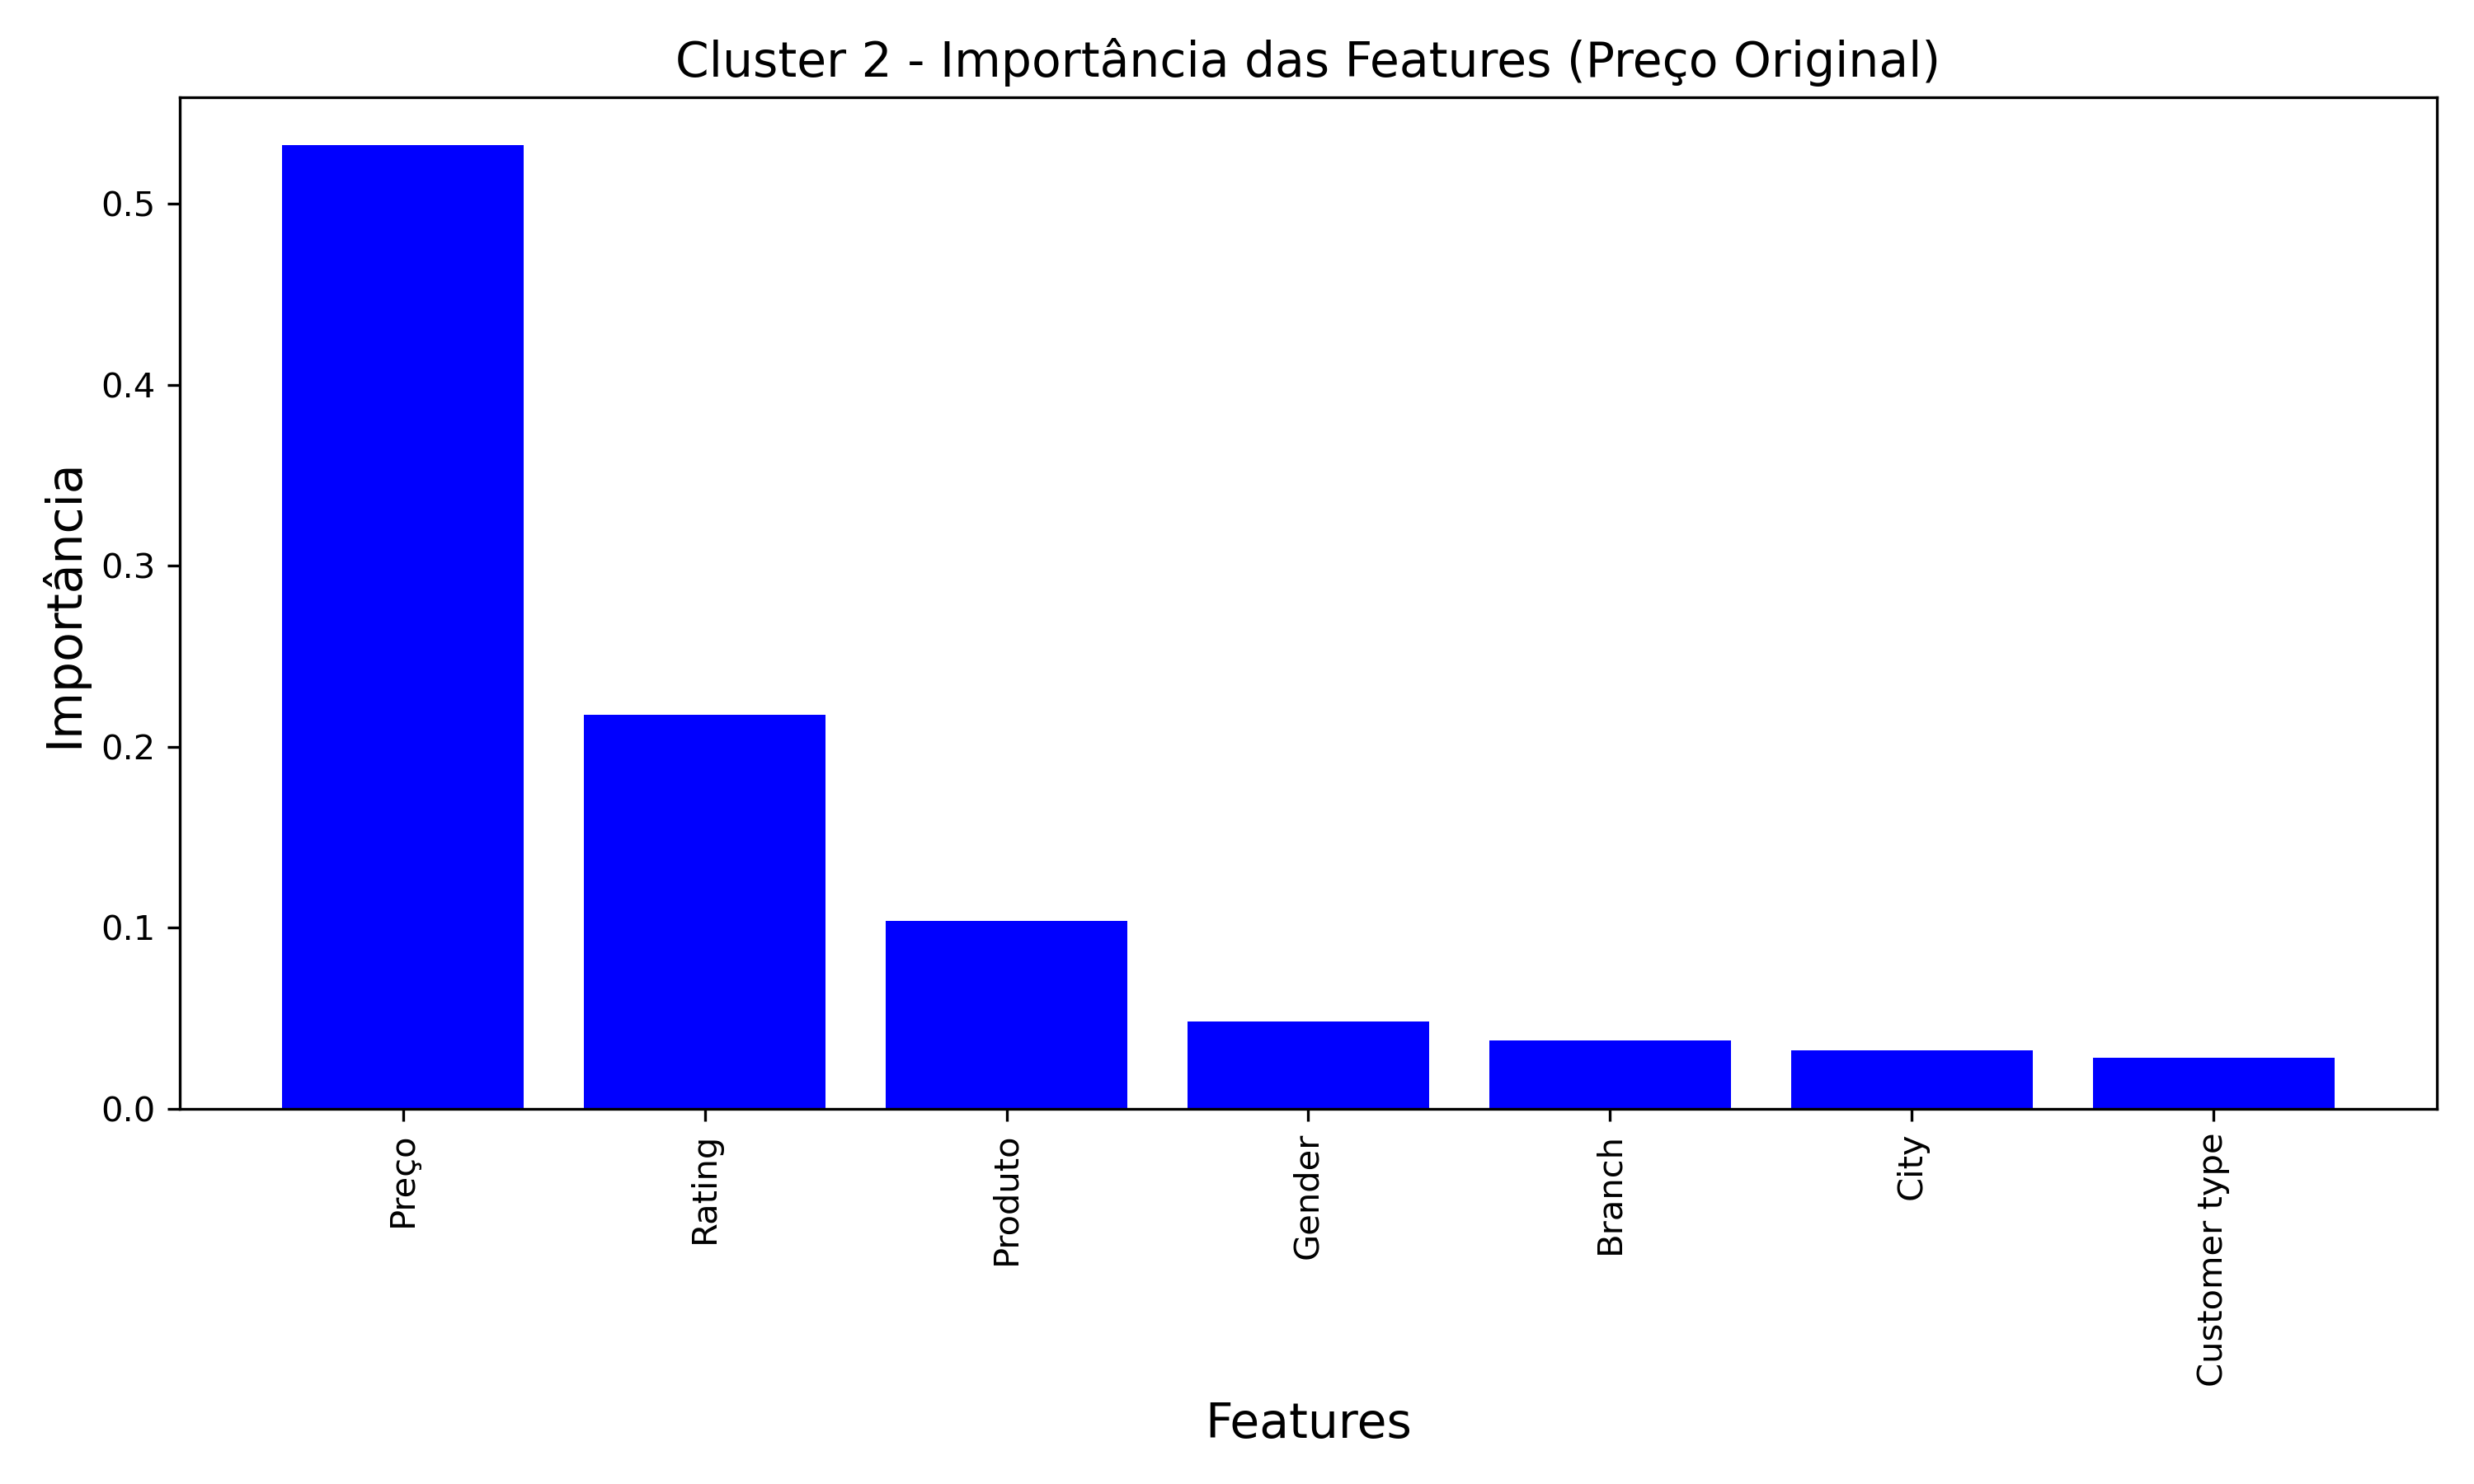 Cluster 2 - Importância das Features (Preço Original)
Importância
0.5
0.4
0.3
0.2
0.1
0.0
Preço
Rating
Produto
Gender
Branch
City
Customer type
Features